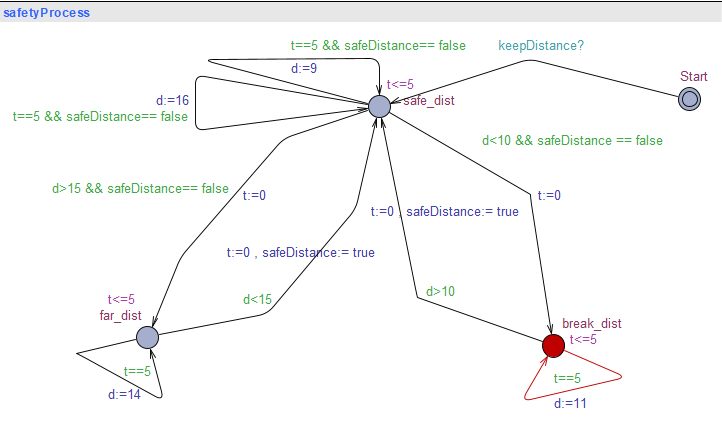 safetyProcess
t==5 && safeDistance== false
keepDistance?
d:=9
Start
t<=5
d:=16
safe_dist
t==5 && safeDistance== false
d<10 && safeDistance == false
d>15 && safeDistance== false
t:=0
t:=0
t:=0 , safeDistance:= true
t:=0 , safeDistance:= true
d>10
t<=5
d<15
far_dist
break_dist
t<=5
t==5
t==5
d:=14
d:=11